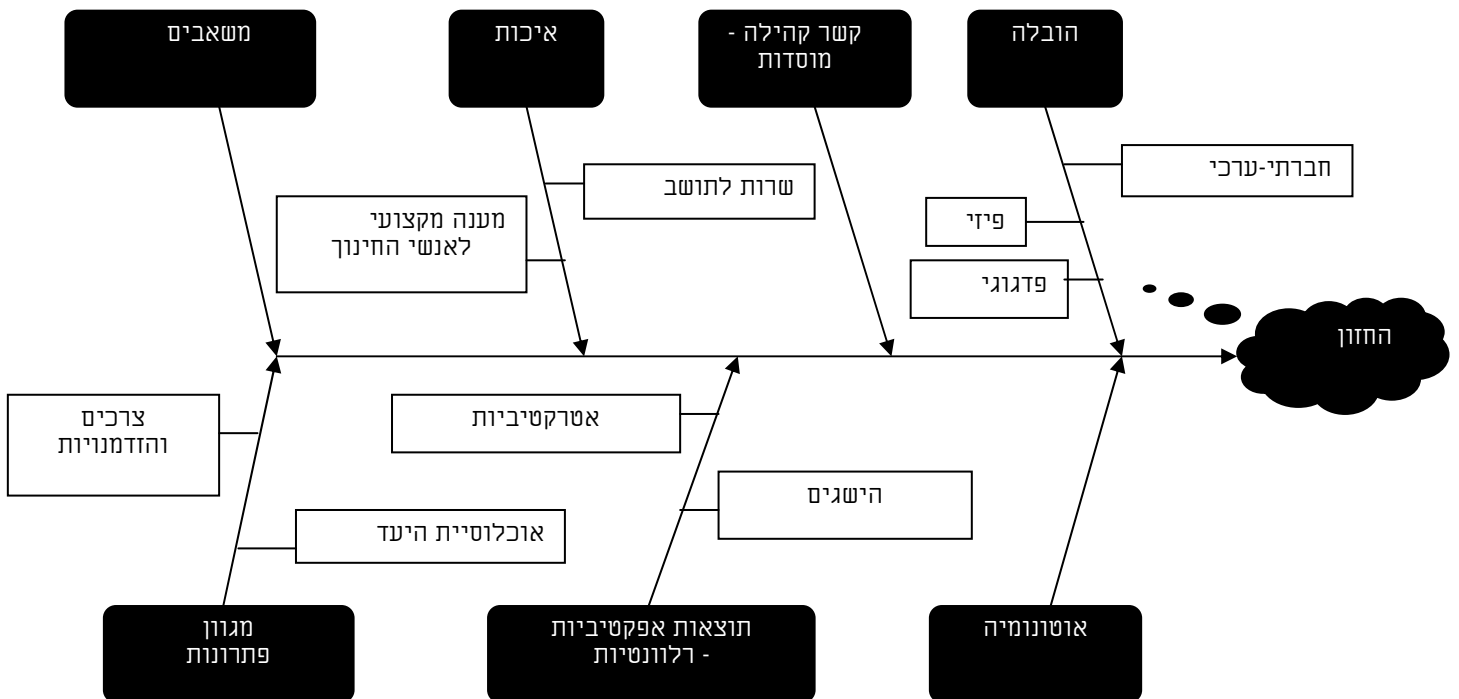 הובלה
קשר קהילה -
מוסדות
איכות
משאבים
חברתי-ערכי
שרות לתושב
פיזי
מענה מקצועי
לאנשי החינוך
פדגוגי
החזון
אטרקטיביות
צרכים
והזדמנויות
הישגים
אוכלוסיית היעד
אוטונומיה
תוצאות אפקטיביות
- רלוונטיות
מגוון
פתרונות